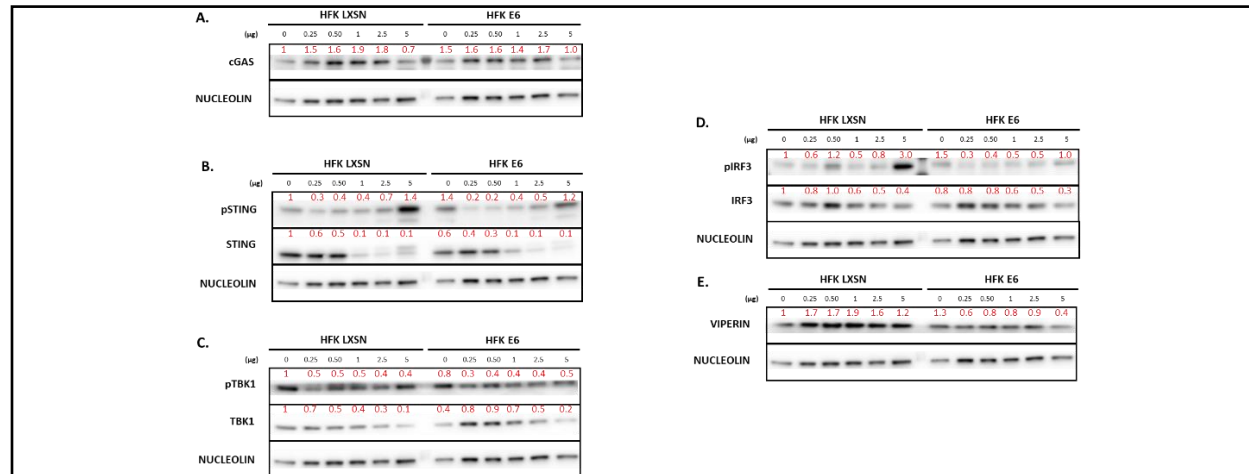 A.
HFK LXSN HFK E6
(µg) 0 0.25 0.50 1 2.5 5 0 0.25 0.50 1 2.5 5
1 1.5 1.6 1.9 1.8 0.7 1.5 1.6 1.6 1.4 1.7 1.0
cGAS
NUCLEOLIN
B.
HFK LXSN HFK E6
(µg) 0 0.25 0.50 1 2.5 5 0 0.25 0.50 1 2.5 5
1 0.3 0.4 0.4 0.7 1.4 1.4 0.2 0.2 0.4 0.5 1.2
pSTING
1 0.6 0.5 0.1 0.1 0.1 0.6 0.4 0.3 0.1 0.1 0.1
STING
NUCLEOLIN
C.
HFK LXSN HFK E6
(µg) 0 0.25 0.50 1 2.5 5 0 0.25 0.50 1 2.5 5
1 0.5 0.5 0.5 0.4 0.4 0.8 0.3 0.4 0.4 0.4 0.5
pTBK1
1 0.7 0.5 0.4 0.3 0.1 0.4 0.8 0.9 0.7 0.5 0.2
TBK1
NUCLEOLIN
D.
HFK LXSN HFK E6
(µg) 0 0.25 0.50 1 2.5 5 0 0.25 0.50 1 2.5 5
1 0.6 1.2 0.5 0.8 3.0 1.5 0.3 0.4 0.5 0.5 1.0
pIRF3
1 0.8 1.0 0.6 0.5 0.4 0.8 0.8 0.8 0.6 0.5 0.3
IRF3
NUCLEOLIN
E.
HFK LXSN HFK E6
(µg) 0 0.25 0.50 1 2.5 5 0 0.25 0.50 1 2.5 5
1 1.7 1.7 1.9 1.6 1.2 1.3 0.6 0.8 0.8 0.9 0.4
VIPERIN
NUCLEOLIN